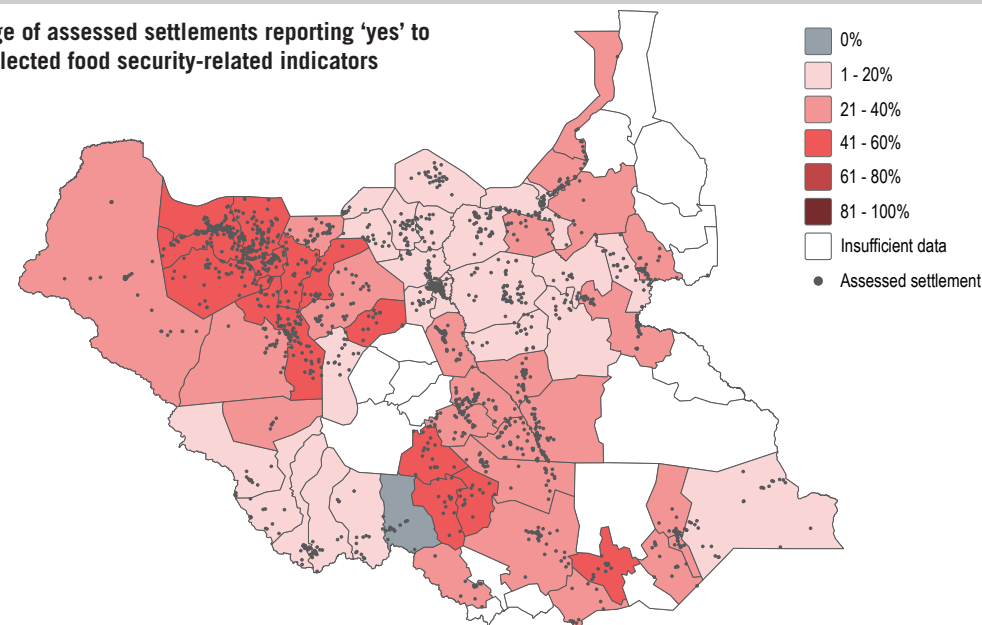 ge of assessed settlements reporting ‘yes’ to
lected food security-related indicators
0%
1 - 20%
21 - 40%
41 - 60%
61 - 80%
81 - 100%
Insufficient data
Assessed settlement